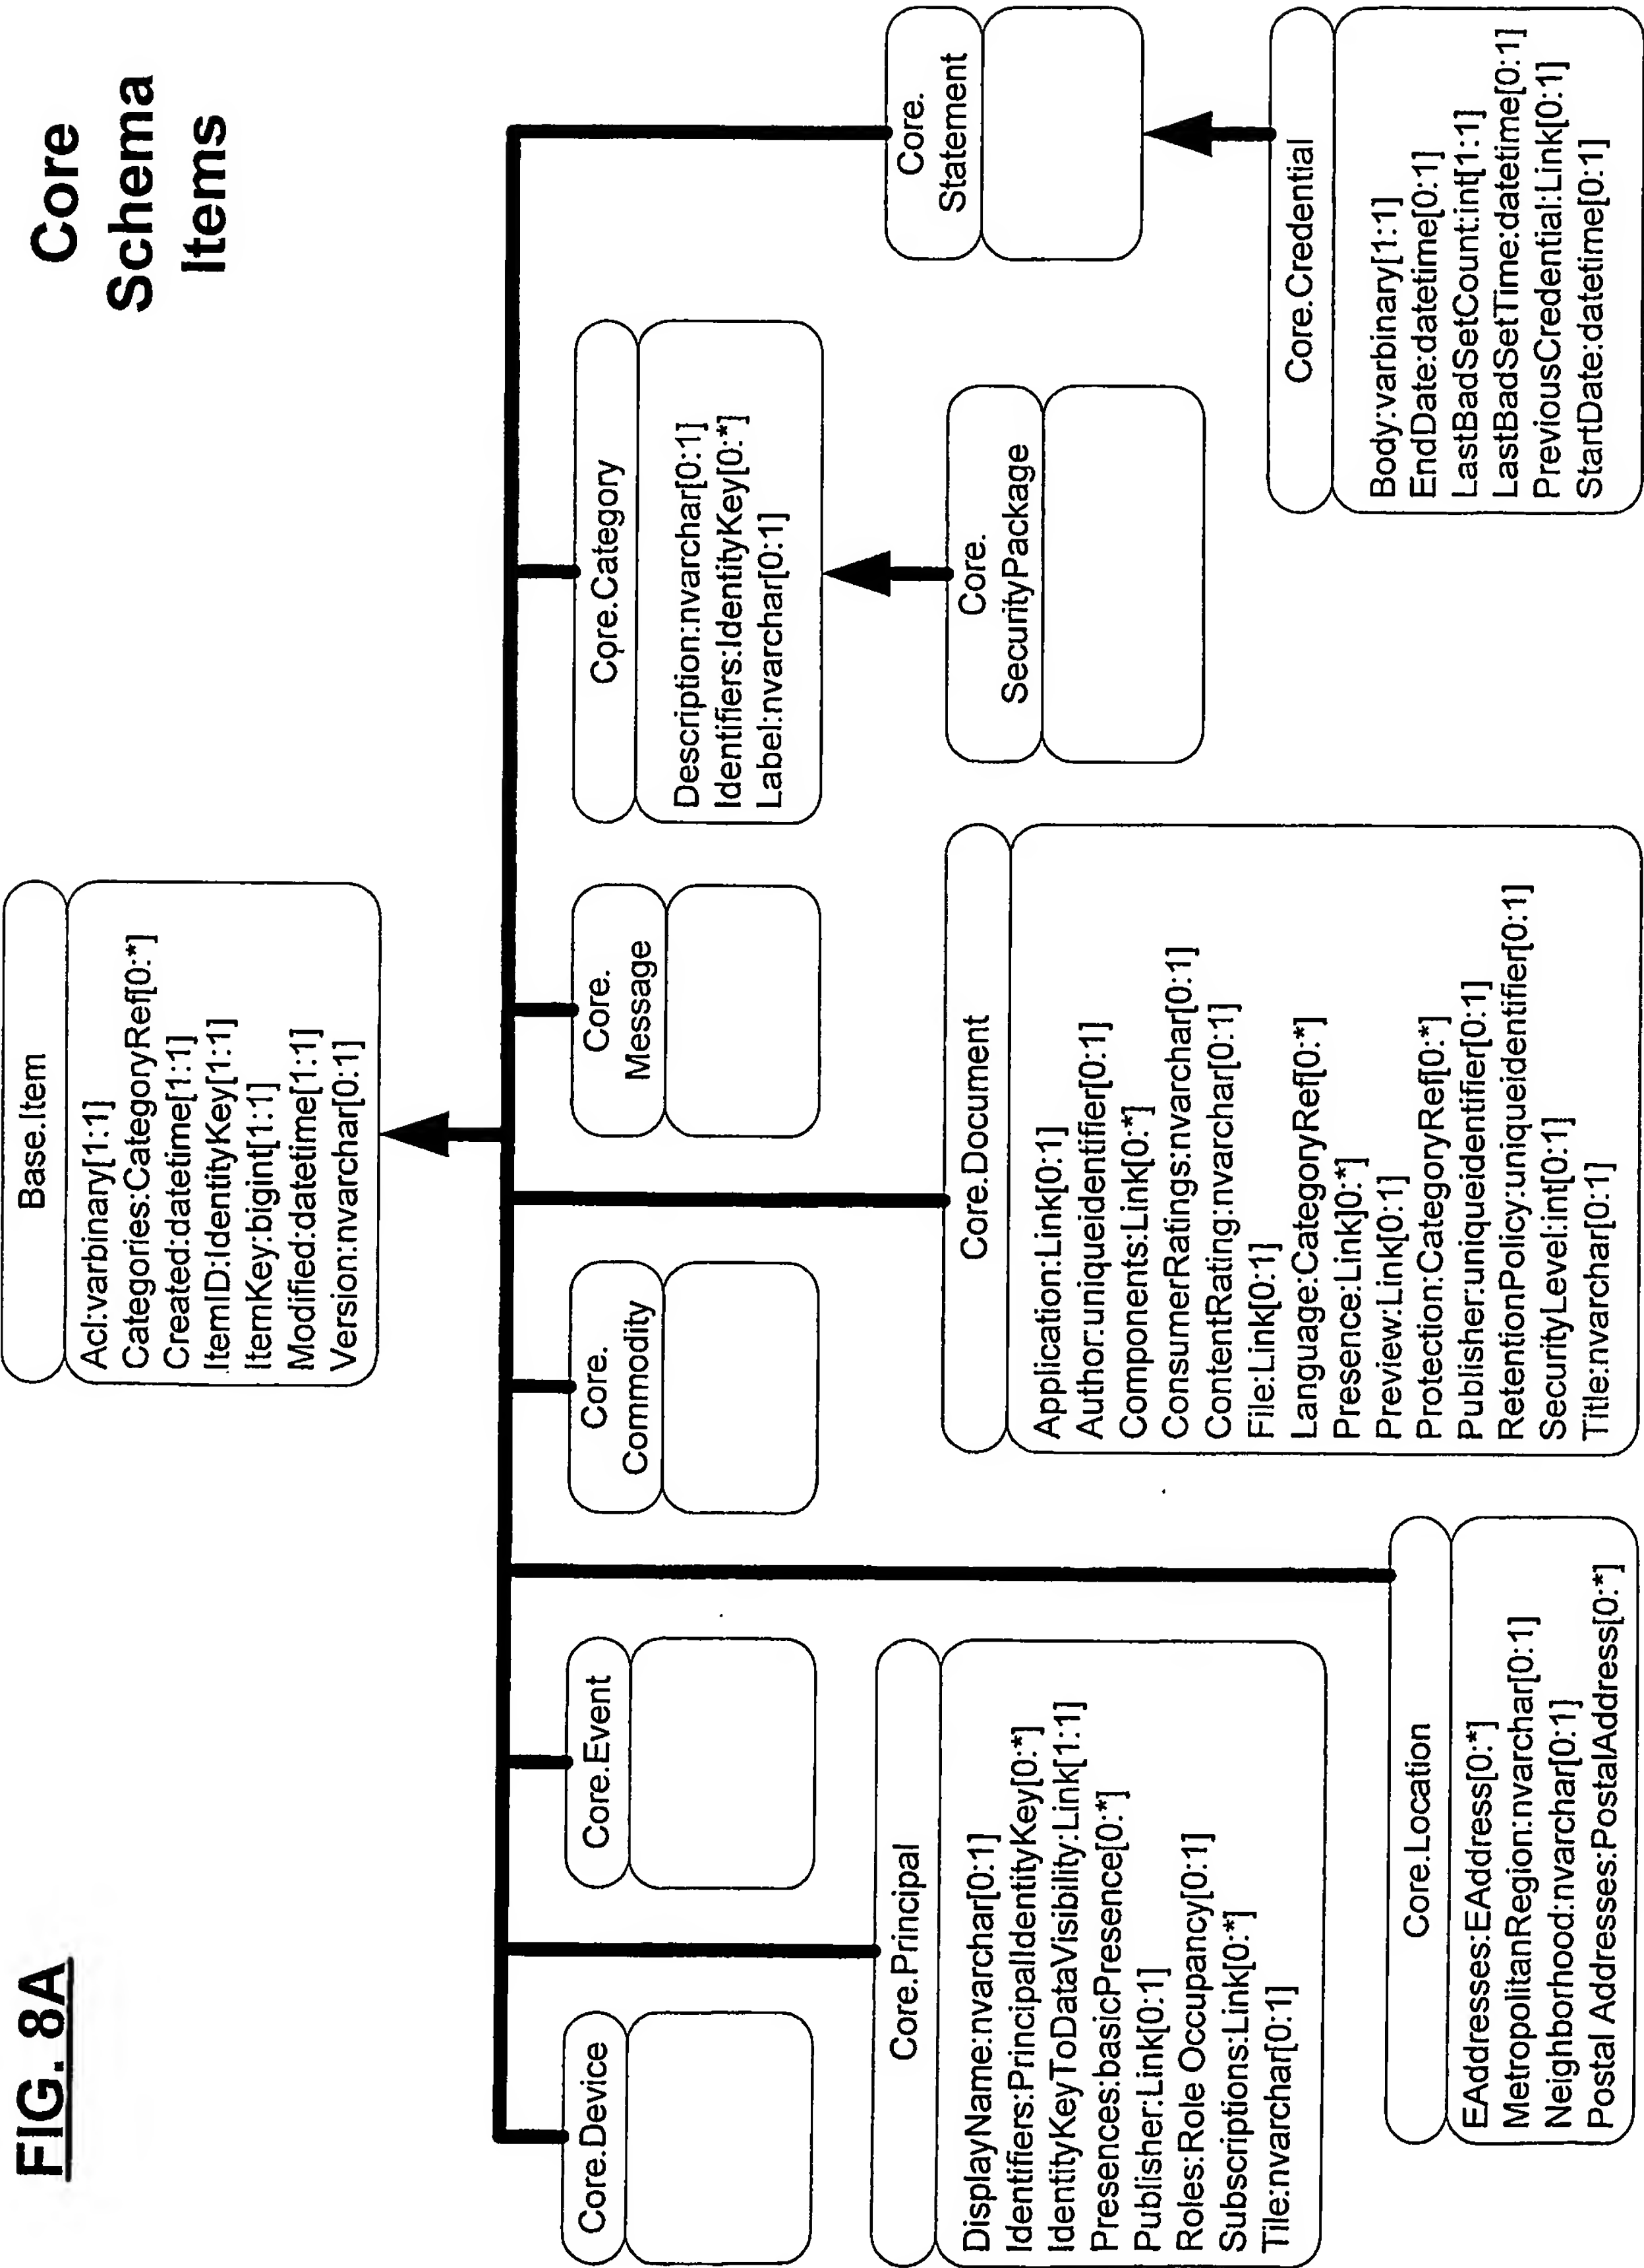 FIG. 8A
Core
Schema
Items
Base.Item
Acl:varbinary[1:1]
Categories:CategoryRef[0:*]
Created:datetime[1:1]
ItemID:IdentityKey[1:1]
ItemKey:bigint[1:1]
Modified:datetime[1:1]
Version:nvarchar[0:1]
Core.Device
Core.Event
Core.
Commodity
Core.
Message
Core.Category
Description:nvarchar[0:1]
Identifiers:IdentityKey[0:*]
Label:nvarchar[0:1]
Core.
Statement
Core.Principal
DisplayName:nvarchar[0:1]
Identifiers:PrincipalIdentityKey[0:*]
IdentityKeyToDataVisibility:Link[1:1]
Presences:basicPresence[0:*]
Publisher:Link[0:1]
Roles:Role Occupancy[0:1]
Subscriptions:Link[0:*]
Tile:nvarchar[0:1]
Core.Document
Application:Link[0:1]
Author:uniqueidentifier[0:1]
Components:Link[0:*]
ConsumerRatings:nvarchar[0:1]
ContentRating:nvarchar[0:1]
File:Link[0:1]
Language:CategoryRef[0:*]
Presence:Link[0:*]
Preview:Link[0:1]
Protection:CategoryRef[0:*]
Publisher:uniqueidentifier[0:1]
RetentionPolicy:uniqueidentifier[0:1]
SecurityLevel:int[0:1]
Title:nvarchar[0:1]
Core.
SecurityPackage
Core.Location
EAddresses:EAddress[0:*]
MetropolitanRegion:nvarchar[0:1]
Neighborhood:nvarchar[0:1]
Postal Addresses:PostalAddress[0:*]
Core.Credential
Body:varbinary[1:1]
EndDate:datetime[0:1]
LastBadSetCount:int[1:1]
LastBadSetTime:datetime[0:1]
PreviousCredential:Link[0:1]
StartDate:datetime[0:1]